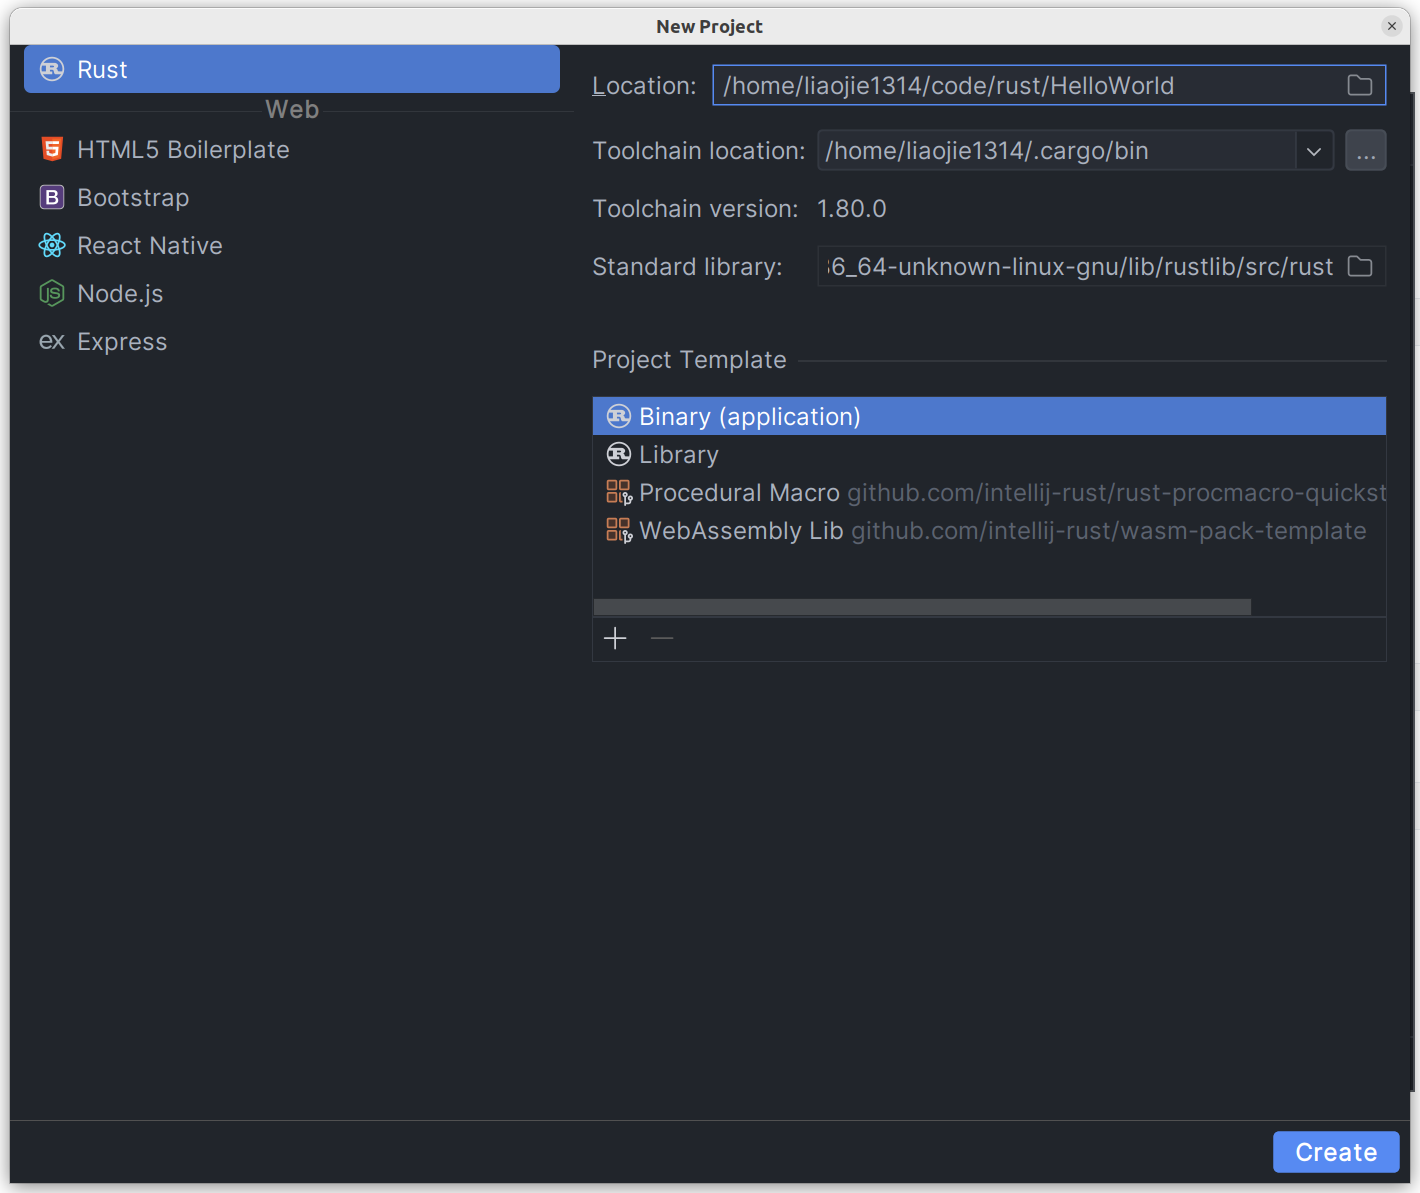 New Project
Rust
Web
HTML5 Boilerplate
Bootstrap
React Native
Node.js
ex Express
Location: /home/liaojie1314/code/rust/HelloWorld
Toolchain location: /home/liaojie1314/.cargo/bin
...
Toolchain version: 1.80.0
Standard library: 6_64-unknown-linux-gnu/lib/rustlib/src/rust
Project Template
Binary (application)
Library
Procedural Macro github.com/intellij-rust/rust-procmacro-quickst
WebAssembly Lib github.com/intellij-rust/wasm-pack-template
Create